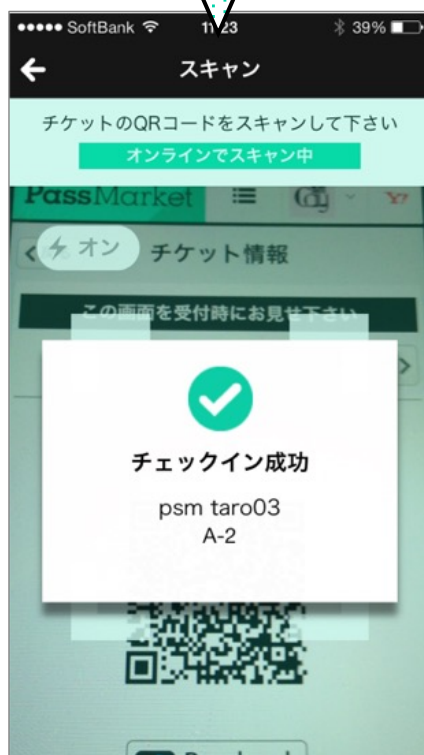 SoftBank 11:23 39%
スキャン
チケットのQRコードをスキャンして下さい
オンラインでスキャン中
PassMarket
オン チケット情報
この画面を受付時にお見せ下さい
チェックイン成功
psm taro03
A-2